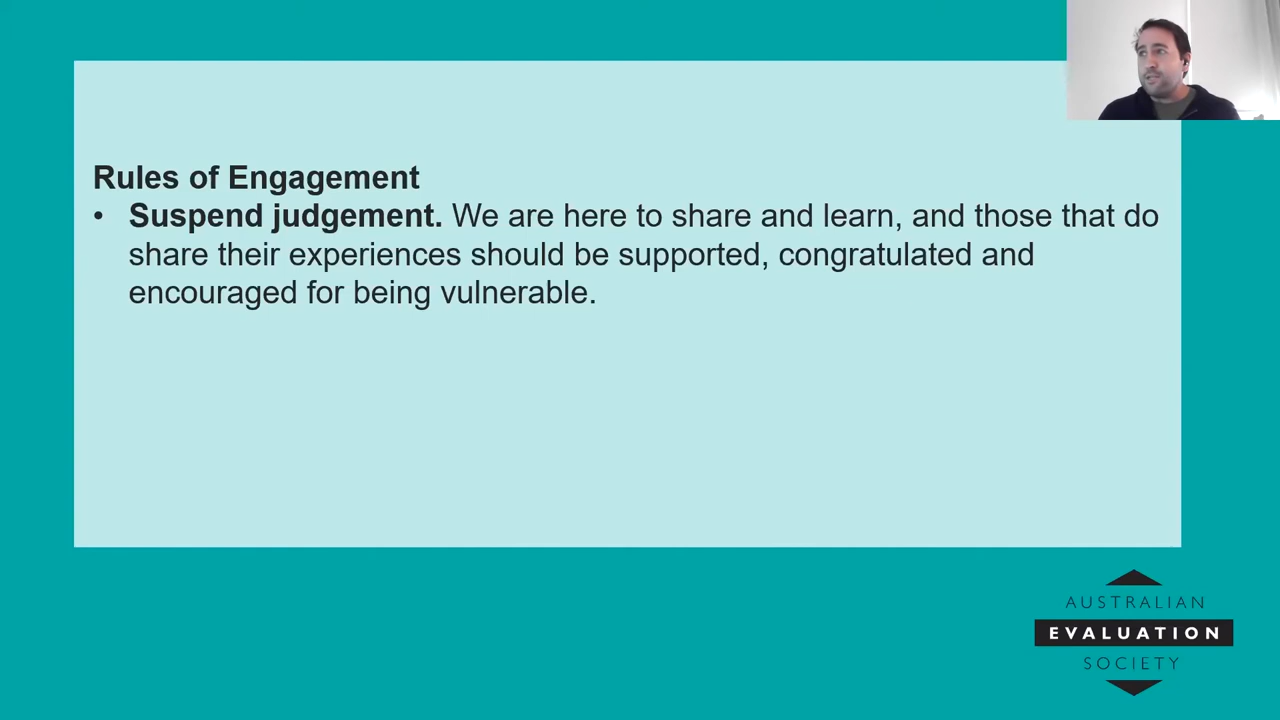 Rules of Engagement
• Suspend judgement. We are here to share and learn, and those that do
share their experiences should be supported, congratulated and
encouraged for being vulnerable.
AUSTRALIAN
EVALUATION
SOCIETY